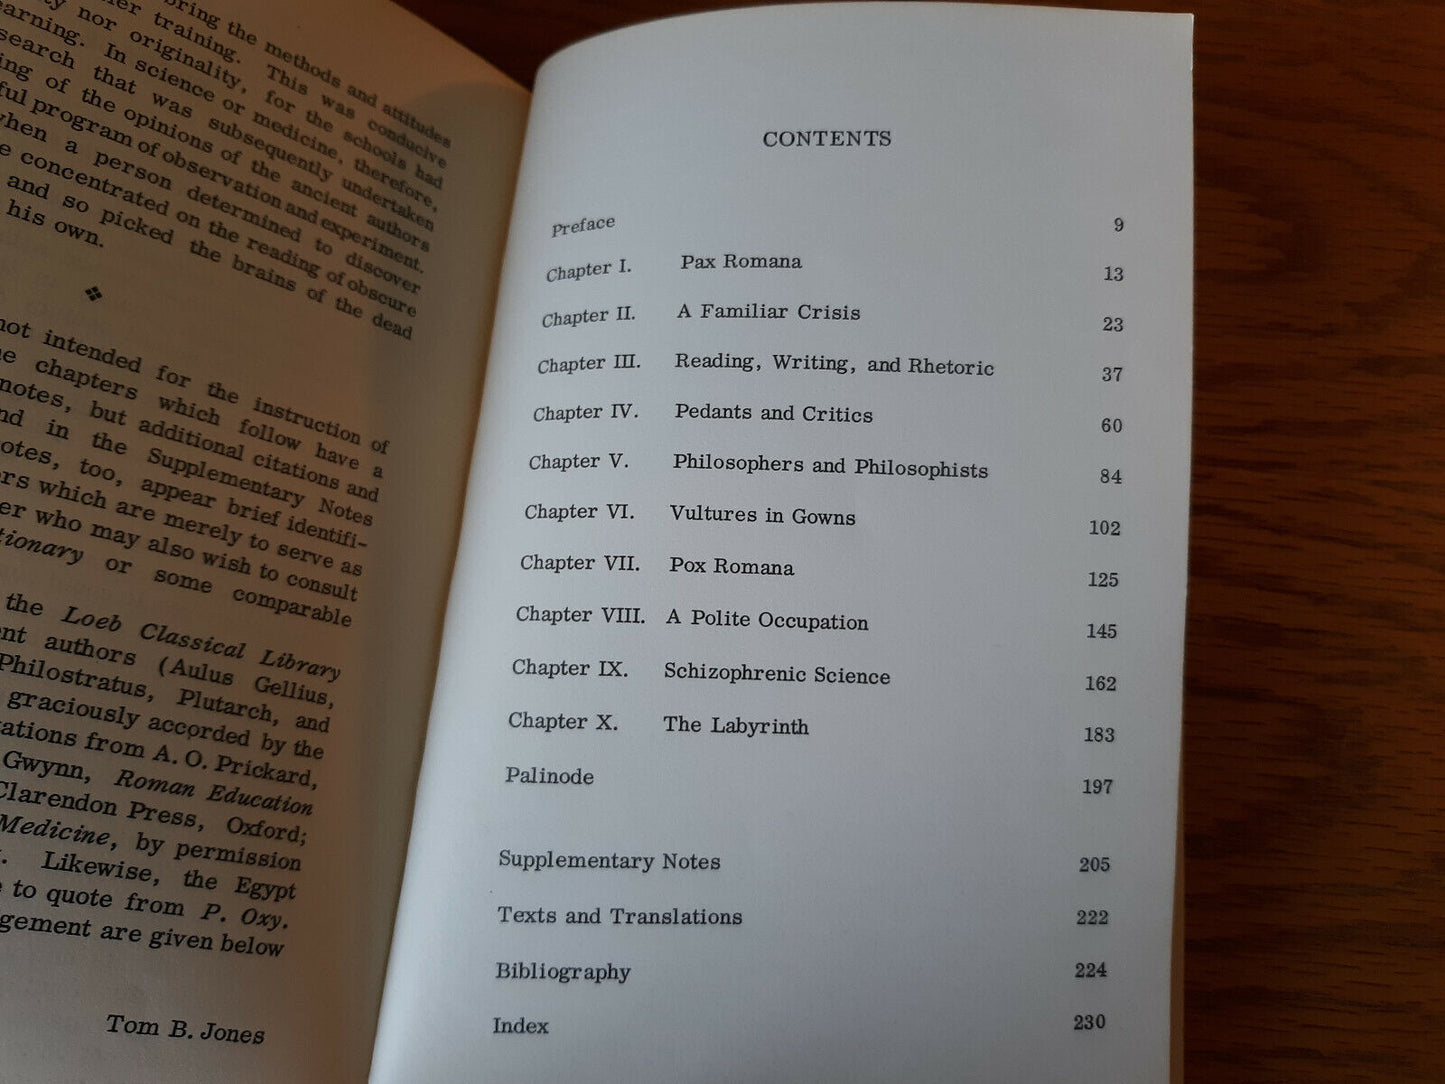 bring the methods and attitudes
training. This was conducive
nor originality, for the schools had
In science or medicine, therefore,
that was subsequently undertaken
of the opinions of the ancient authors
program of observation and experiment.
when a person determined to discover
concentrated on the reading of obscure
and so picked the brains of the dead
his own.
not intended for the instruction of
chapters which follow have a
notes, but additional citations and
in the Supplementary Notes
too, appear brief identifi-
which are merely to serve as
who may also wish to consult
or some comparable
the Loeb Classical Library
authors (Aulus Gellius,
Philostratus, Plutarch, and
graciously accorded by the
from A. O. Prickard,
Gwynn, Roman Education
Clarendon Press, Oxford;
Medicine, by permission
Likewise, the Egypt
to quote from P. Oxy.
are given below
Tom B. Jones
CONTENTS
Preface 9
Chapter I. Pax Romana 13
Chapter II. A Familiar Crisis 23
Chapter III. Reading, Writing, and Rhetoric 37
Chapter IV. Pedants and Critics 60
Chapter V. Philosophers and Philosophists 84
Chapter VI. Vultures in Gowns 102
Chapter VII. Pox Romana 125
Chapter VIII. A Polite Occupation 145
Chapter IX. Schizophrenic Science 162
Chapter X. The Labyrinth 183
Palinode 197
Supplementary Notes 205
Texts and Translations 222
Bibliography 224
Index 230